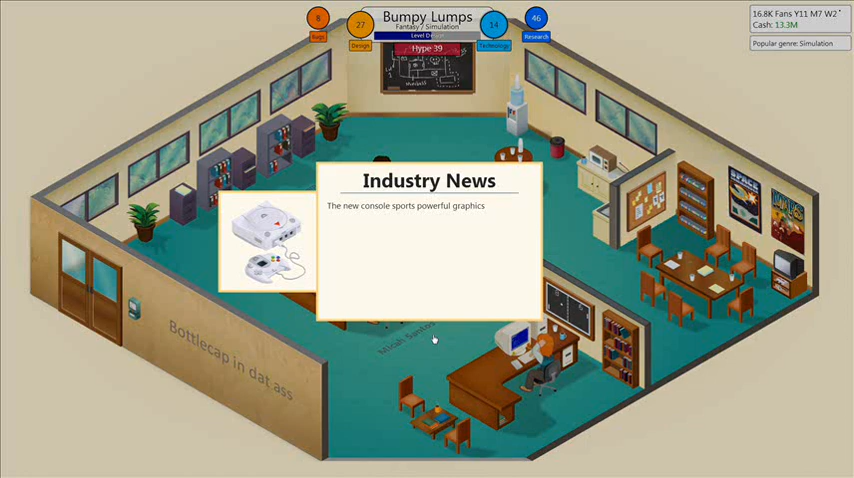 8
Bugs
27
Design
Bumpy Lumps
Fantasy / Simulation
14
Technology
46
Research
Hype 39
16.8K Fans Y11 M7 W2
Cash: 13.3M
Popular genre: Simulation
Industry News
The new console sports powerful graphics
SPACE
Bottlecap in dat ass